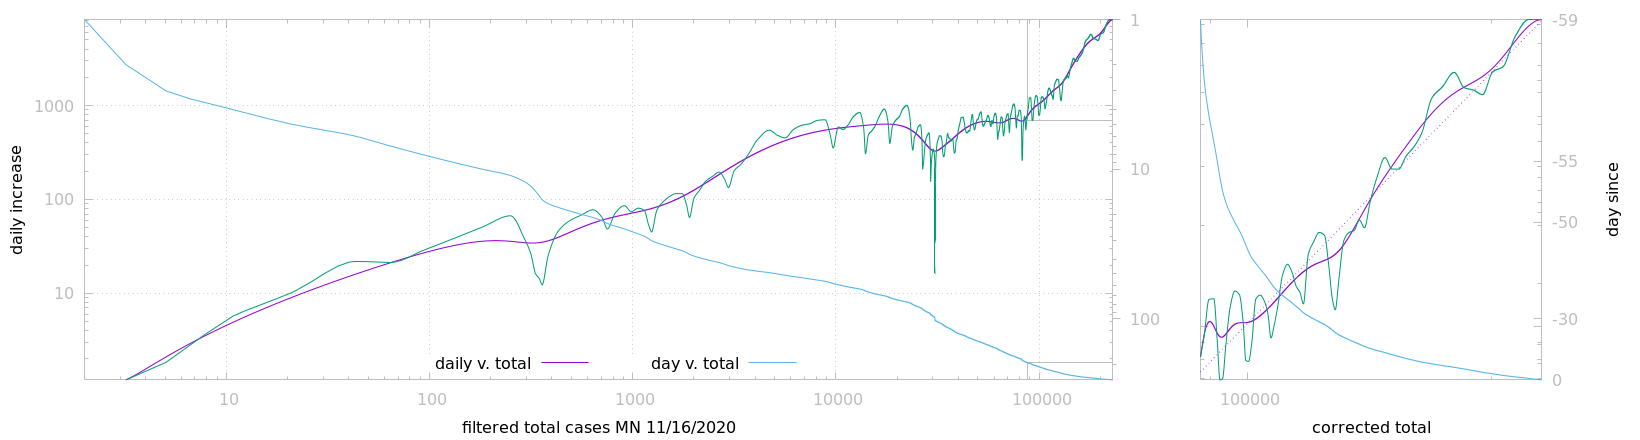 1000
100
10
daily increase
10
100
1000
10000
100000
filtered total cases MN 11/16/2020
daily v. total
day v. total
1
10
100
100000
corrected total
-59
-55
-50
-30
0
day since